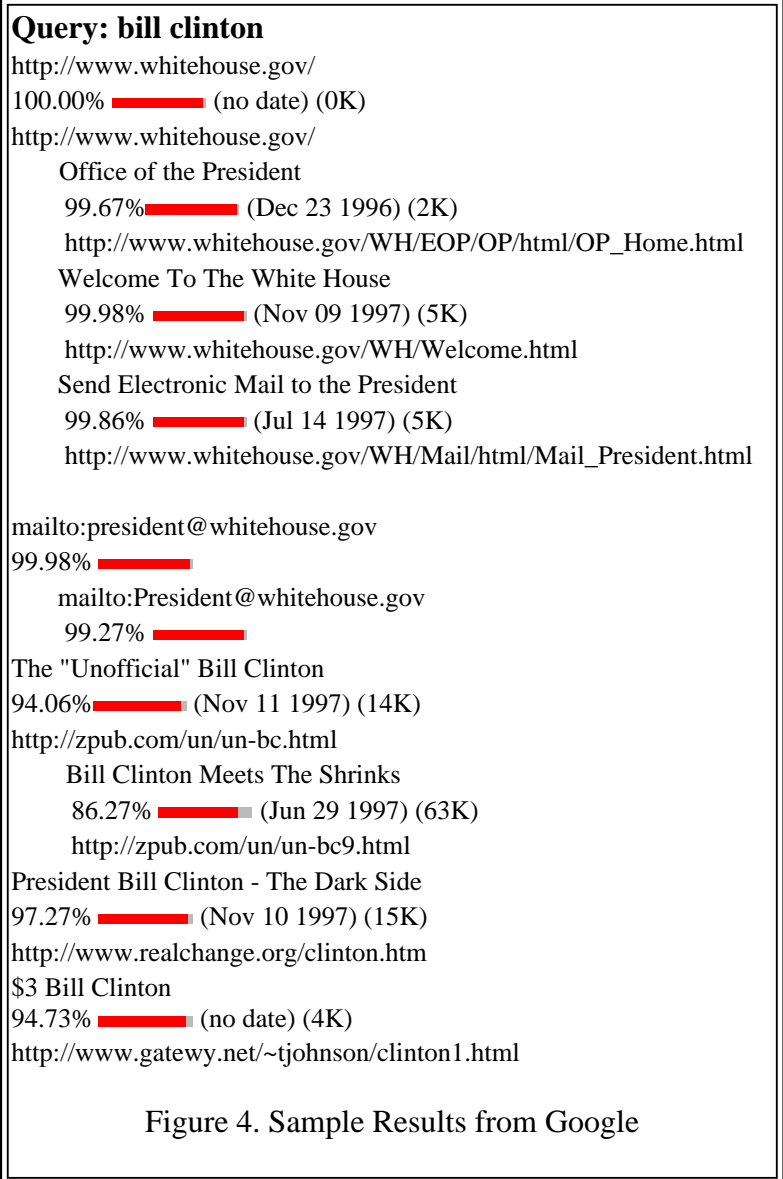 Query: bill clinton
http://www.whitehouse.gov/
100.00% (no date) (0K)
http://www.whitehouse.gov/
Office of the President
99.67% (Dec 23 1996) (2K)
http://www.whitehouse.gov/WH/EOP/OP/html/OP_Home.html
Welcome To The White House
99.98% (Nov 09 1997) (5K)
http://www.whitehouse.gov/WH/Welcome.html
Send Electronic Mail to the President
99.86% (Jul 14 1997) (5K)
http://www.whitehouse.gov/WH/Mail/html/Mail_President.html
mailto:president@whitehouse.gov
99.98%
mailto:President@whitehouse.gov
99.27%
The "Unofficial" Bill Clinton
94.06% (Nov 11 1997) (14K)
http://zpub.com/un/un-bc.html
Bill Clinton Meets The Shrinks
86.27% (Jun 29 1997) (63K)
http://zpub.com/un/un-bc9.html
President Bill Clinton - The Dark Side
97.27% (Nov 10 1997) (15K)
http://www.realchange.org/clinton.htm
$3 Bill Clinton
94.73% (no date) (4K)
http://www.gatewy.net/~tjohnson/clinton1.html
Figure 4. Sample Results from Google